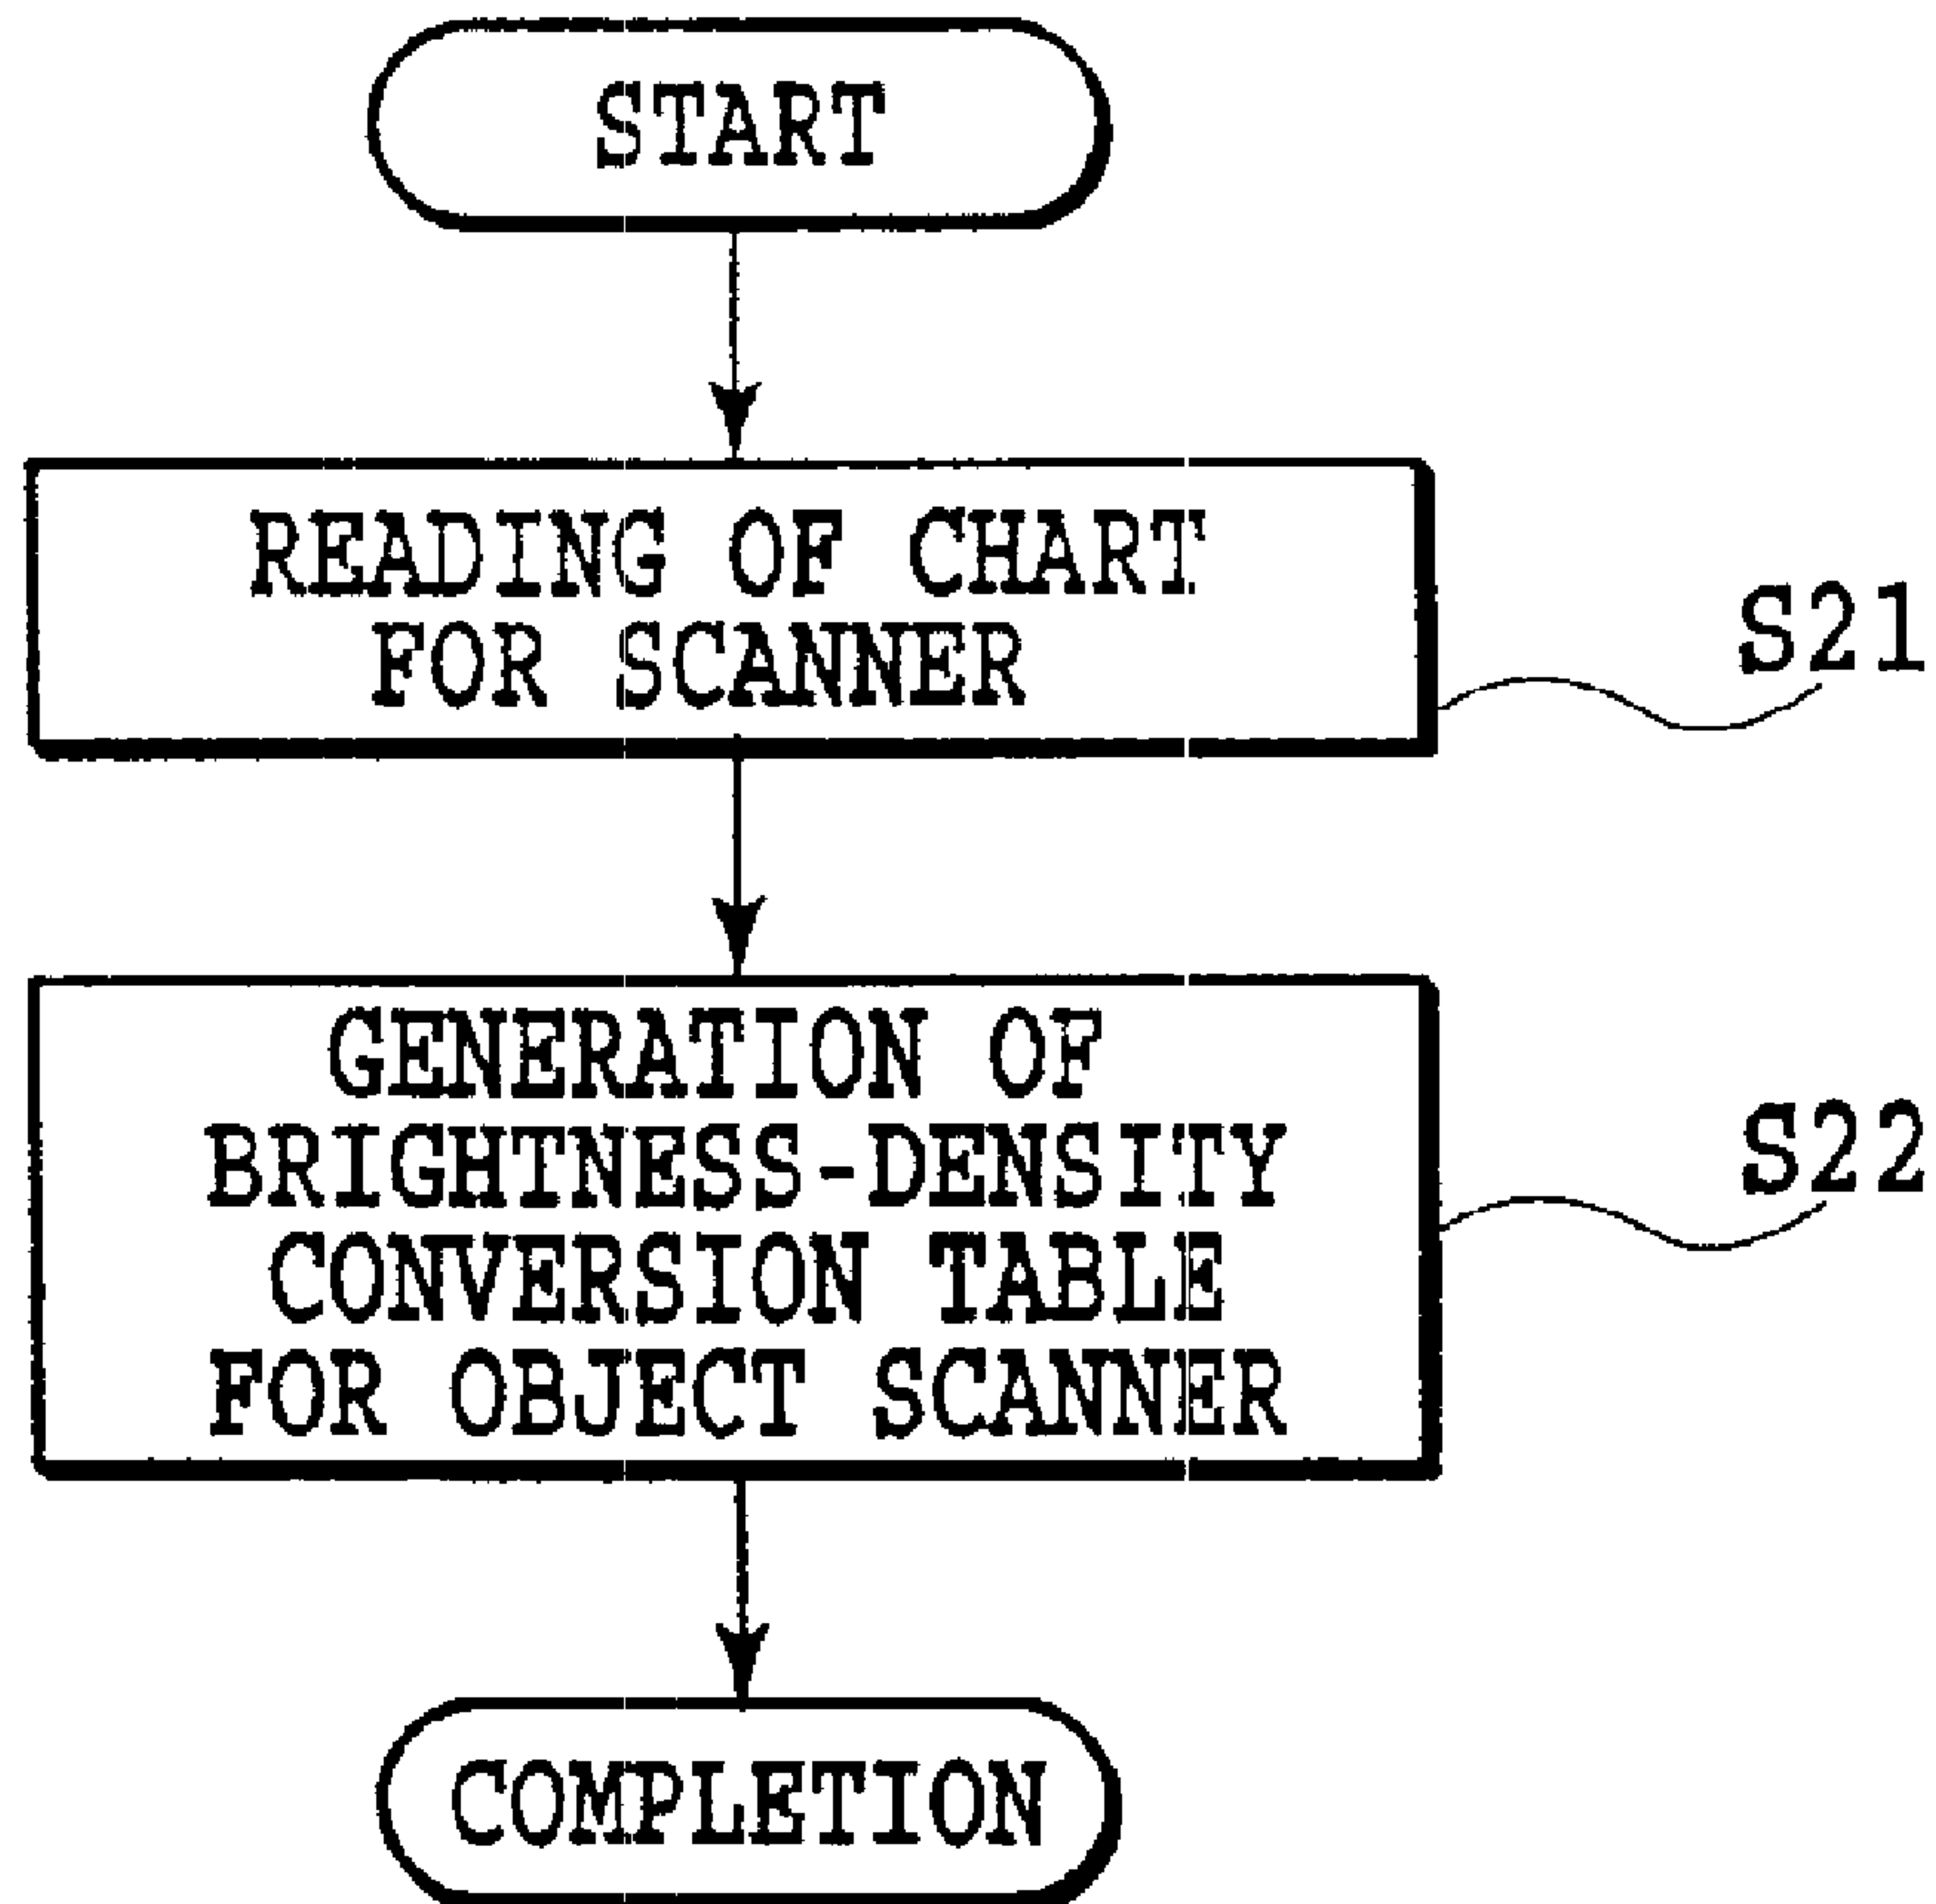 START
READING OF CHART
FOR SCANNER
S21
GENERATION OF
BRIGHTNESS-DENSITY
CONVERSION TABLE
FOR OBJECT SCANNER
S22
COMPLETION